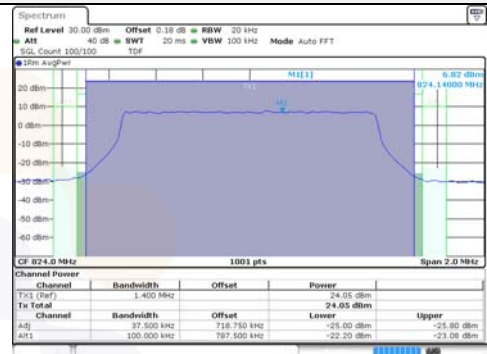 Spectrum
Ref Level 30.00 dBm Offset 0.18 dB RBW 20 kHz
Att 40 dB SWT 20 ms VBW 100 kHz Mode Auto FFT
SGL Count 100/100 TDF
1Rm AvgPwr
M1[1] 6.82 dBm
824.14000 MHz
TX1
M1
20 dBm
10 dBm
0 dBm
-10 dBm
-20 dBm
-30 dBm
-40 dBm
-50 dBm
-60 dBm
CF 824.0 MHz 1001 pts Span 2.0 MHz
Channel Power
Channel Bandwidth Offset Power
TX1 (Ref) 1.400 MHz 24.05 dBm
Tx Total 24.05 dBm
Channel Bandwidth Offset Lower Upper
Adj 37.500 kHz 718.750 kHz -25.00 dBm -25.80 dBm
Alt1 100.000 kHz 787.500 kHz -22.20 dBm -23.08 dBm